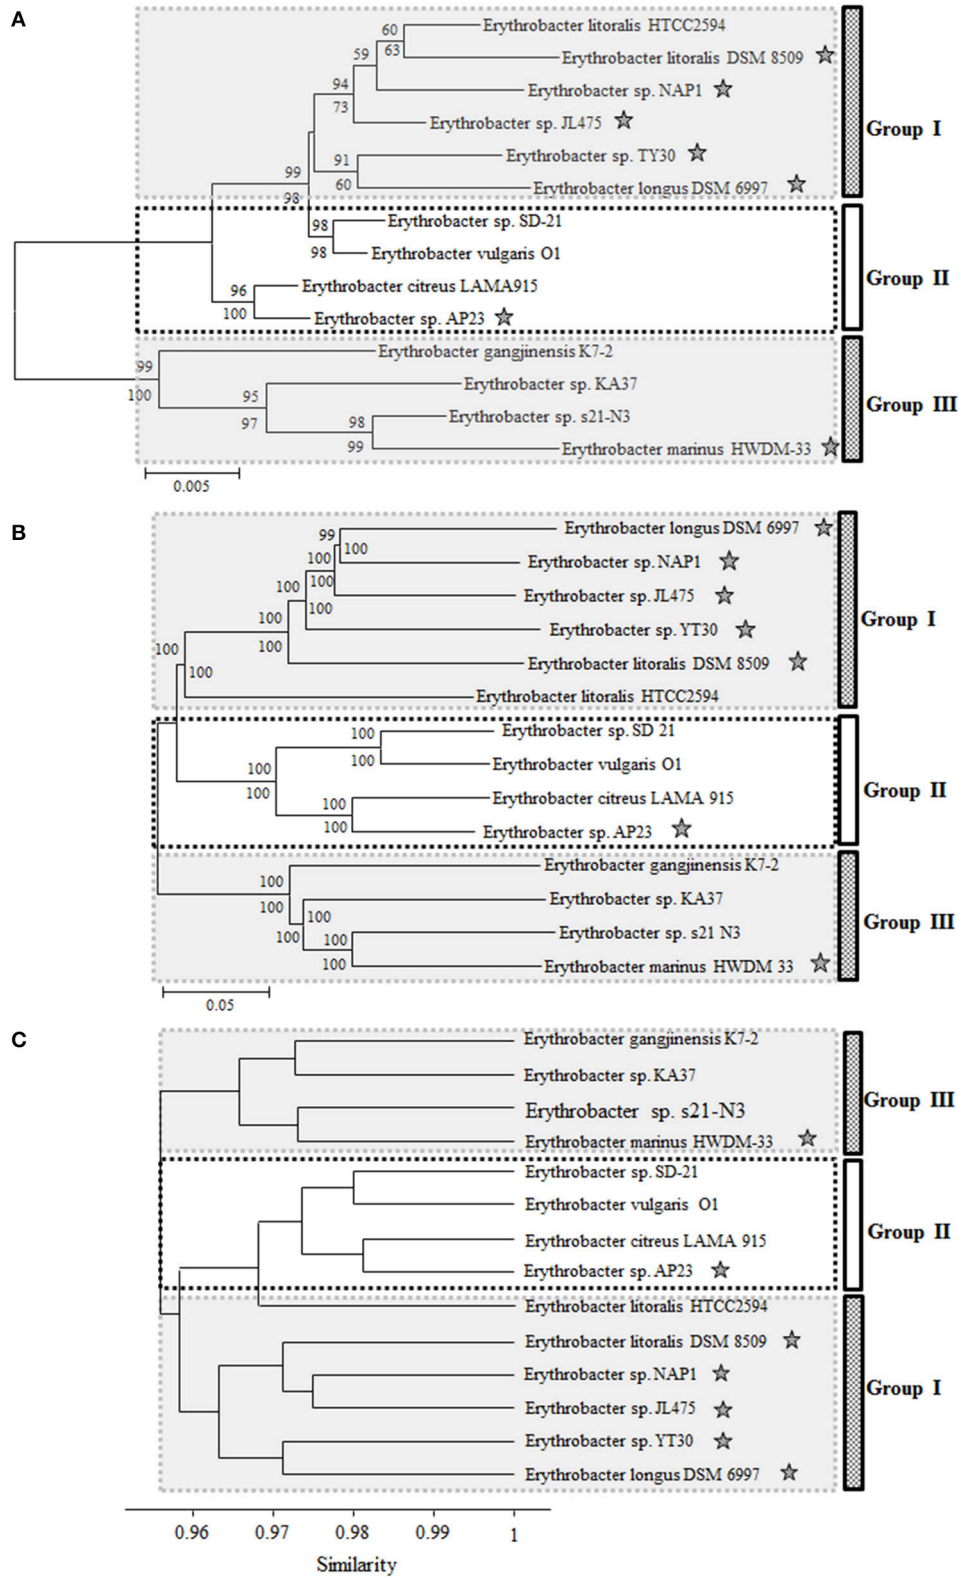 A
60
Erythrobacter litoralis HTCC2594
59
63
Erythrobacter litoralis DSM 8509
94
Erythrobacter sp. NAP1
73
Erythrobacter sp. JL475
Group I
91
Erythrobacter sp. TY30
99
60
Erythrobacter longus DSM 6997
98
98
Erythrobacter sp. SD-21
98
Erythrobacter vulgaris O1
Group II
96
Erythrobacter citreus LAMA915
100
Erythrobacter sp. AP23
Erythrobacter gangjinensis K7-2
99
100
95
Erythrobacter sp. KA37
Group III
97
98
Erythrobacter sp. s21-N3
99
Erythrobacter marinus HWDM-33
0.005
B
Erythrobacter longus DSM 6997
99
100
100
Erythrobacter sp. NAP1
100
100
Erythrobacter sp. JL475
100
100
Group I
Erythrobacter sp. YT30
100
100
100
Erythrobacter litoralis DSM 8509
Erythrobacter litoralis HTCC2594
100
Erythrobacter sp. SD 21
100
Erythrobacter vulgaris O1
100
100
Group II
100
Erythrobacter citreus LAMA 915
100
Erythrobacter sp. AP23
Erythrobacter gangjinensis K7-2
100
100
Erythrobacter sp. KA37
100
100
Group III
100
Erythrobacter sp. s21 N3
100
Erythrobacter marinus HWDM 33
0.05
C
Erythrobacter gangjinensis K7-2
Erythrobacter sp. KA37
Group III
Erythrobacter sp. s21-N3
Erythrobacter marinus HWDM-33
Erythrobacter sp. SD-21
Erythrobacter vulgaris O1
Group II
Erythrobacter citreus LAMA 915
Erythrobacter sp. AP23
Erythrobacter litoralis HTCC2594
Erythrobacter litoralis DSM 8509
Erythrobacter sp. NAP1
Group I
Erythrobacter sp. JL475
Erythrobacter sp. YT30
Erythrobacter longus DSM 6997
0.96 0.97 0.98 0.99 1
Similarity